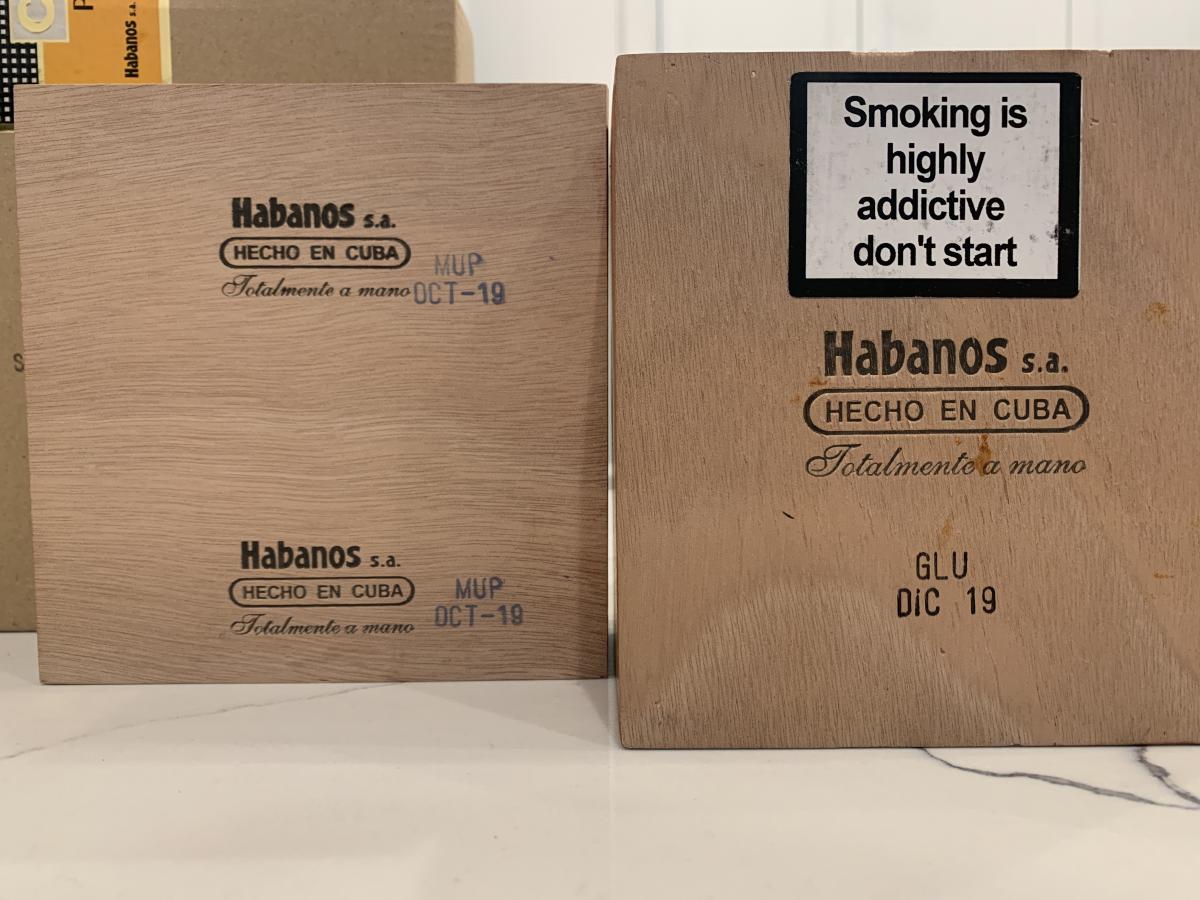 Habanos s.a.
Habanos s.a.
HECHO EN CUBA
MUP
Totalmente a mano OCT-19
Habanos s.a.
HECHO EN CUBA
MUP
OCT-19
Totalmente a mano
Smoking is
highly
addictive
don't start
Habanos s.a.
HECHO EN CUBA
Totalmente a mano
GLU
DiC 19